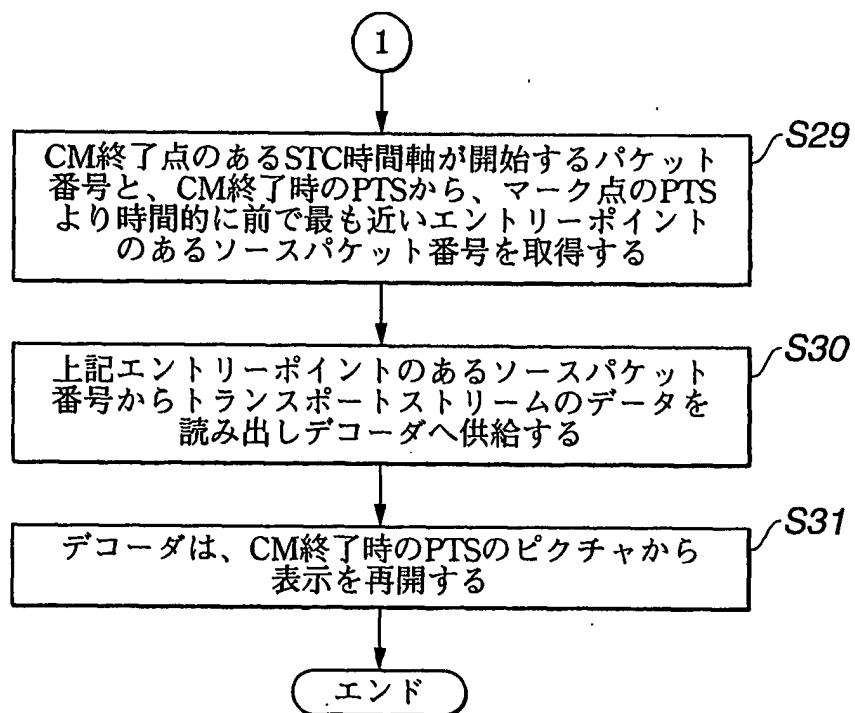 1
CM終了点のあるSTC時間軸が開始するパケット
番号と、CM終了時のPTSから、マーク点のPTS
より時間的に前で最も近いエントリーポイント
のあるソースパケット番号を取得する
S29
上記エントリーポイントのあるソースパケット
番号からトランスポートストリームのデータを
読み出しデコーダへ供給する
S30
デコーダは、CM終了時のPTSのピクチャから
表示を再開する
S31
エンド